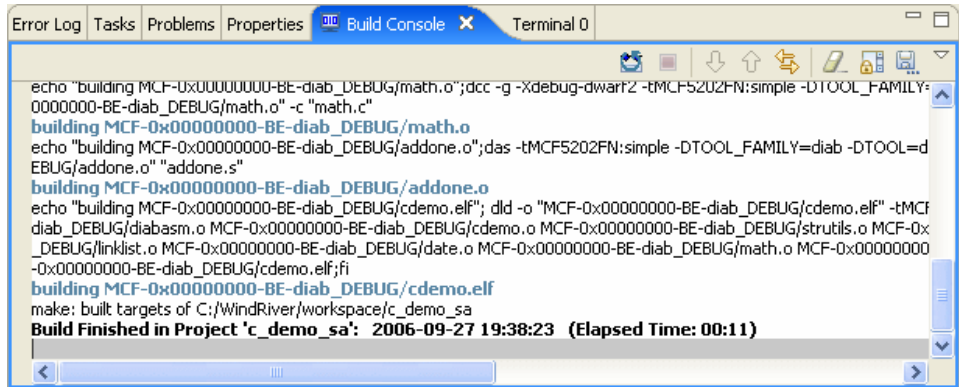 Error Log Tasks Problems Properties Build Console Terminal 0
echo "building MCF-0x00000000-BE-diab_DEBUG/math.o";dcc -g -Xdebug-dwarf2 -tMCF5202FN:simple -DTOOL_FAMILY=
0000000-BE-diab_DEBUG/math.o" -c "math.c"
building MCF-0x00000000-BE-diab_DEBUG/math.o
echo "building MCF-0x00000000-BE-diab_DEBUG/addone.o";das -tMCF5202FN:simple -DTOOL_FAMILY=diab -DTOOL=d
EBUG/addone.o" "addone.s"
building MCF-0x00000000-BE-diab_DEBUG/addone.o
echo "building MCF-0x00000000-BE-diab_DEBUG/cdemo.elf"; dld -o "MCF-0x00000000-BE-diab_DEBUG/cdemo.elf" -tMCF
diab_DEBUG/diabasm.o MCF-0x00000000-BE-diab_DEBUG/cdemo.o MCF-0x00000000-BE-diab_DEBUG/strutils.o MCF-0x
_DEBUG/linklist.o MCF-0x00000000-BE-diab_DEBUG/date.o MCF-0x00000000-BE-diab_DEBUG/math.o MCF-0x00000000
-0x00000000-BE-diab_DEBUG/cdemo.elf;fi
building MCF-0x00000000-BE-diab_DEBUG/cdemo.elf
make: built targets of C:/WindRiver/workspace/c_demo_sa
Build Finished in Project 'c_demo_sa': 2006-09-27 19:38:23 (Elapsed Time: 00:11)